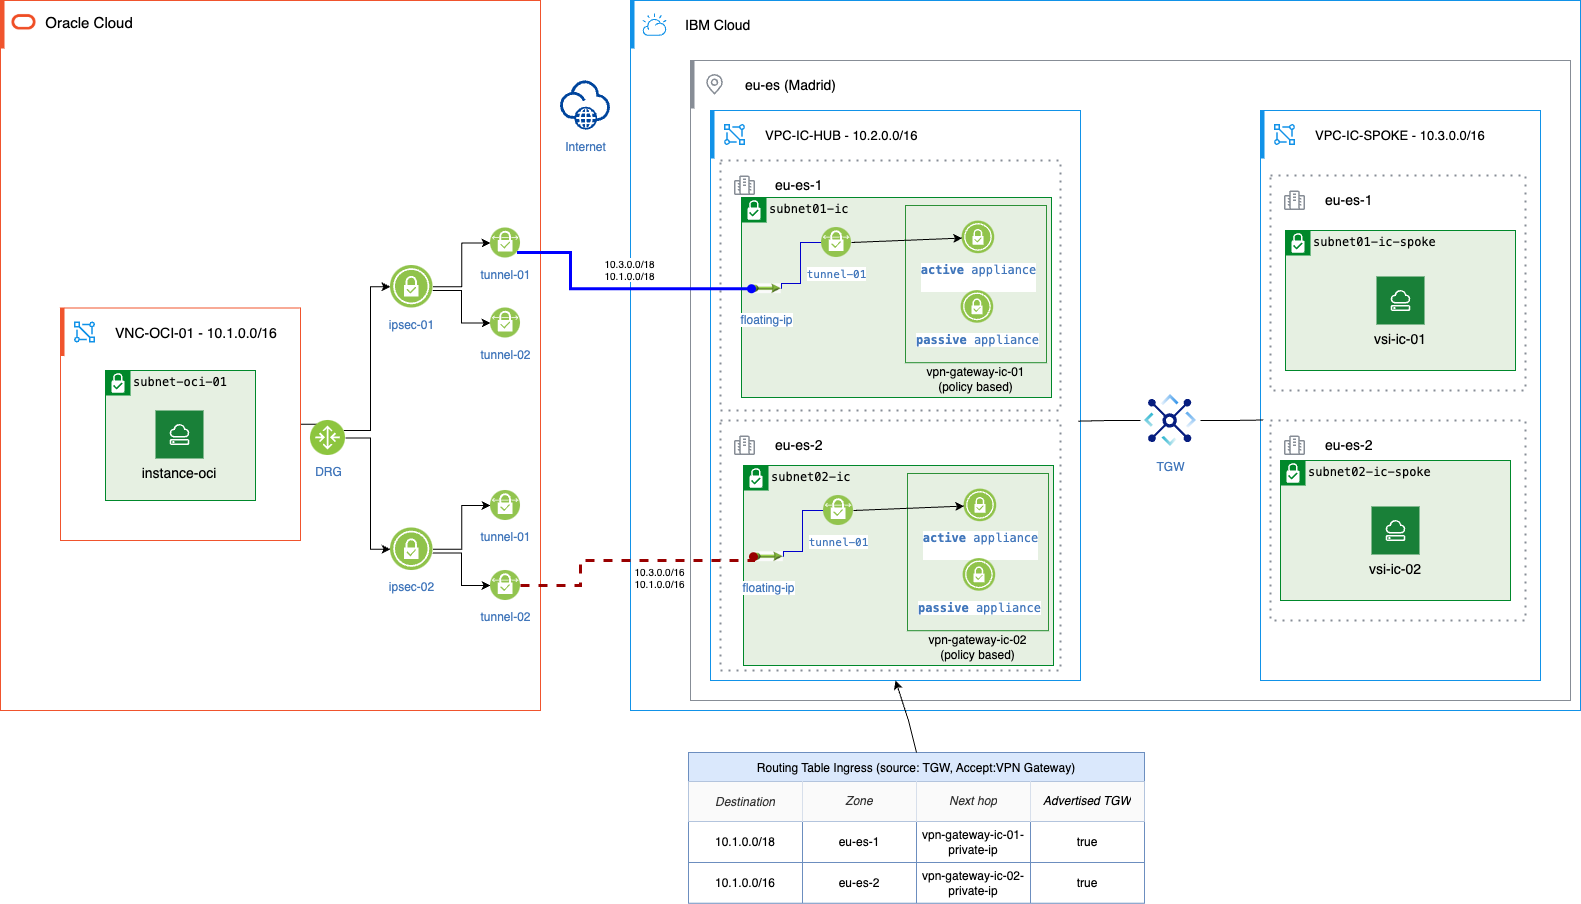 Oracle Cloud
IBM Cloud
Internet
eu-es (Madrid)
VPC-IC-HUB - 10.2.0.0/16
VPC-IC-SPOKE - 10.3.0.0/16
eu-es-1
subnet01-ic
tunnel-01
active appliance
floating-ip
passive appliance
vpn-gateway-ic-01
(policy based)
eu-es-1
subnet01-ic-spoke
vsi-ic-01
tunnel-01
10.3.0.0/18
10.1.0.0/18
ipsec-01
tunnel-02
VNC-OCI-01 - 10.1.0.0/16
subnet-oci-01
instance-oci
DRG
TGW
eu-es-2
subnet02-ic
tunnel-01
active appliance
floating-ip
passive appliance
vpn-gateway-ic-02
(policy based)
eu-es-2
subnet02-ic-spoke
vsi-ic-02
tunnel-01
ipsec-02
tunnel-02
10.3.0.0/16
10.1.0.0/16
Routing Table Ingress (source: TGW, Accept:VPN Gateway)
Destination Zone Next hop Advertised TGW
10.1.0.0/18 eu-es-1 vpn-gateway-ic-01-
private-ip true
10.1.0.0/16 eu-es-2 vpn-gateway-ic-02-
private-ip true